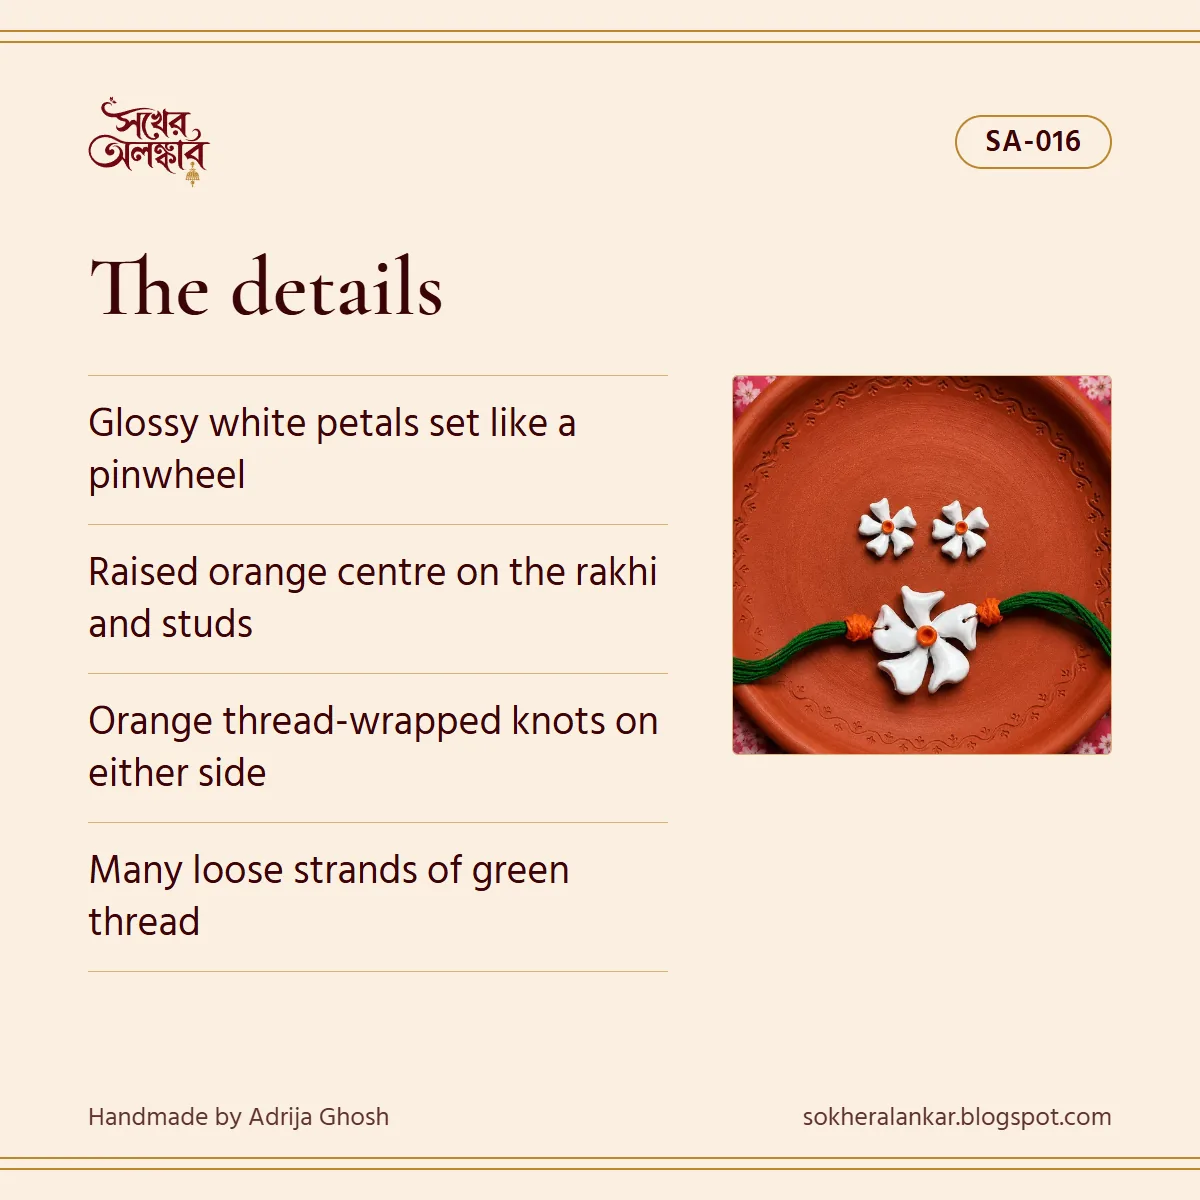 সখের
অলঙ্কার
SA-016
The details
Glossy white petals set like a
pinwheel
Raised orange centre on the rakhi
and studs
Orange thread-wrapped knots on
either side
Many loose strands of green
thread
Handmade by Adrija Ghosh
sokheralankar.blogspot.com